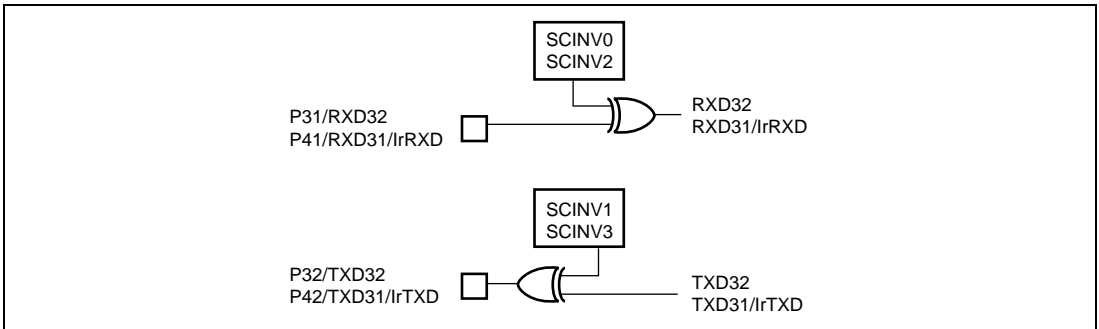 SCINV0
SCINV2
P31/RXD32
P41/RXD31/IrRXD
RXD32
RXD31/IrRXD
SCINV1
SCINV3
P32/TXD32
P42/TXD31/IrTXD
TXD32
TXD31/IrTXD